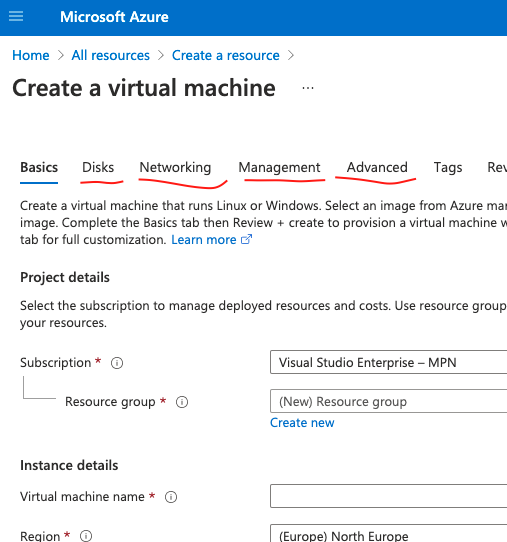 Microsoft Azure
Home > All resources > Create a resource >
Create a virtual machine ...
Basics Disks Networking Management Advanced Tags Rev
Create a virtual machine that runs Linux or Windows. Select an image from Azure mar
image. Complete the Basics tab then Review + create to provision a virtual machine w
tab for full customization. Learn more
Project details
Select the subscription to manage deployed resources and costs. Use resource group
your resources.
Subscription *
Visual Studio Enterprise – MPN
Resource group *
(New) Resource group
Create new
Instance details
Virtual machine name *
Region *
(Europe) North Europe